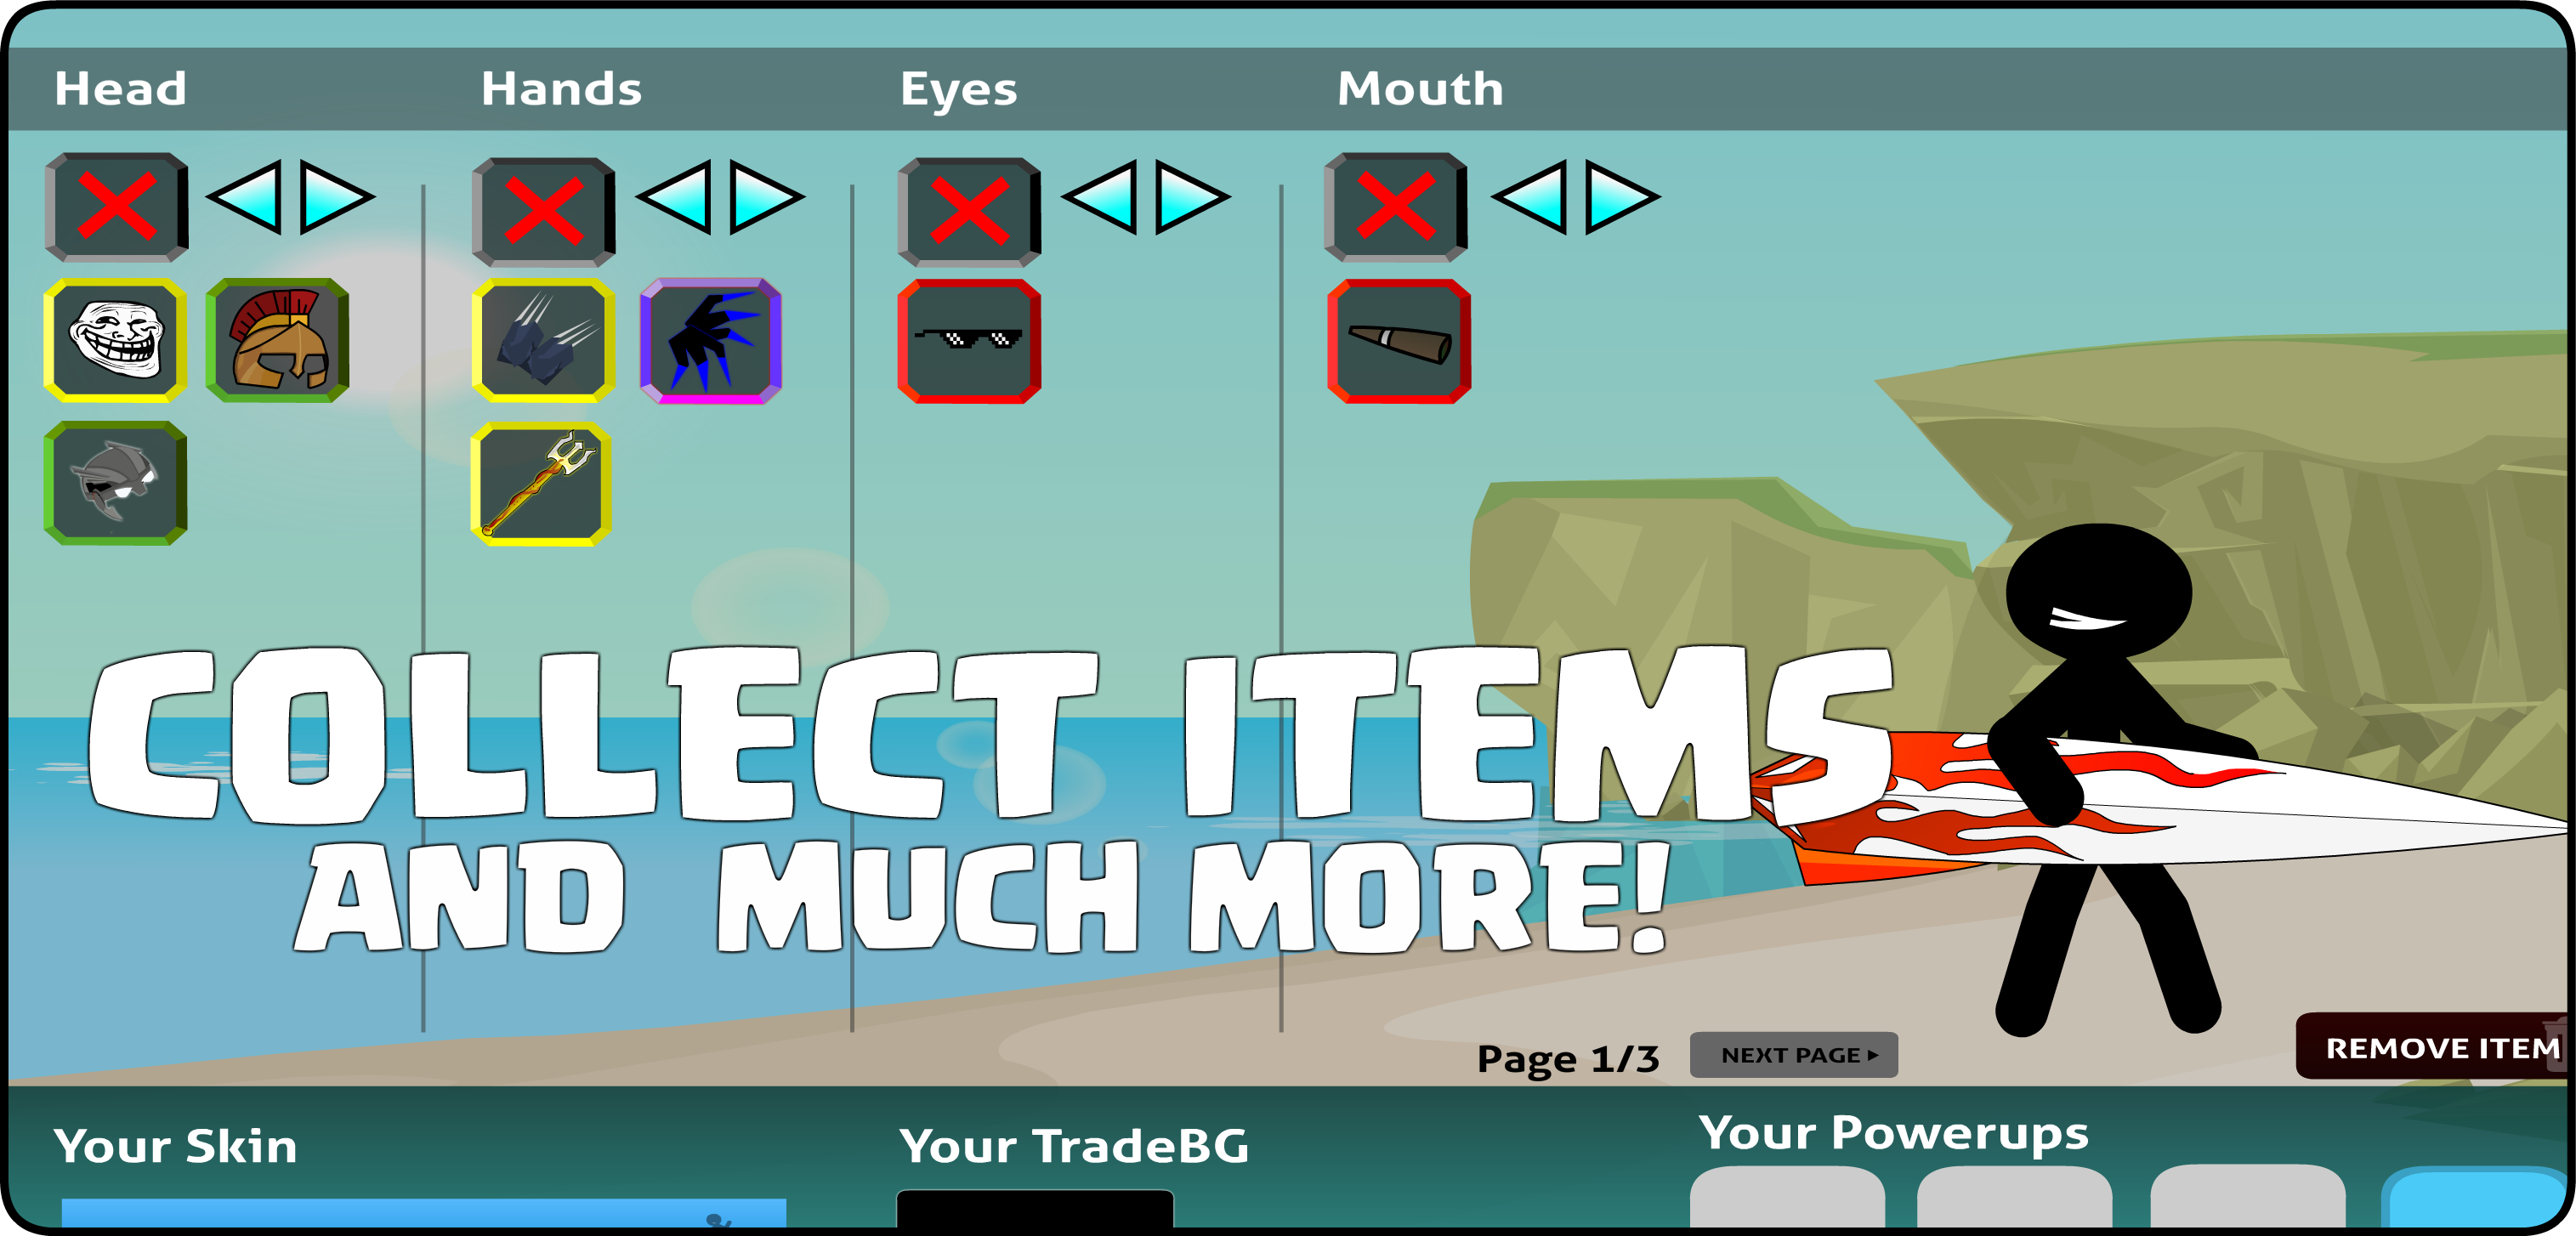 Head Hands Eyes Mouth
COLLECT ITEMS
AND MUCH MORE!
Page 1/3 NEXT PAGE ▸
REMOVE ITEM
Your Skin Your TradeBG Your Powerups